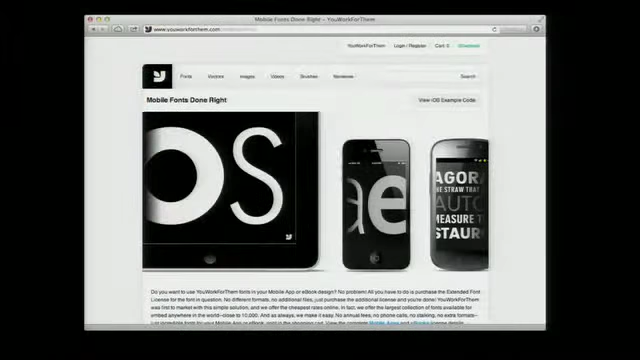 Mobile Fonts Done Right – YouWorkForThem
www.youworkforthem.com
YouWorkForThem Login / Register Cart: 0 Checkout
Fonts Vectors Images Videos Brushes Search
Mobile Fonts Done Right
View iOS Example Code
OS
ae
AGORA
THE STRAW THAT
AUTO
MEASURE T
STAUR
Do you want to use YouWorkForThem fonts in your Mobile App or eBook design? No problem! All you have to do is purchase the Extended Font
License for the font in question. No different formats, no additional files, just purchase the additional license and you're done! YouWorkForThem
was first to market with this simple solution, and we offer the cheapest rates online. In fact, we offer the largest collection of fonts available for
embed anywhere in the world–close to 10,000. And as always, we make it easy. No annual fees, no phone calls, no stalking, no extra formats–